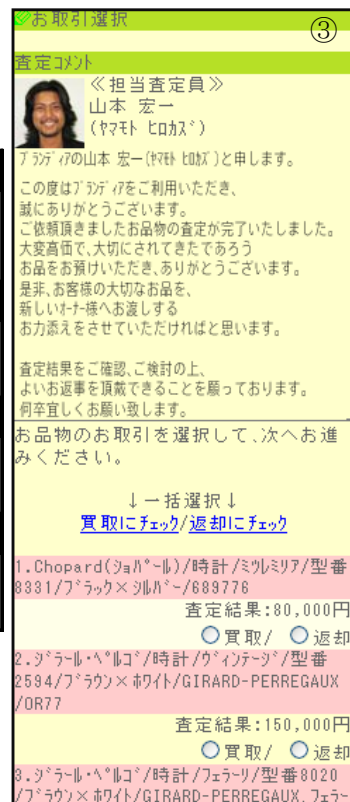 お取引選択
③
査定ｺﾒﾝﾄ
≪担当査定員≫
山本 宏一
(ﾔﾏﾓﾄ ﾋﾛｶｽﾞ)
ﾌﾞﾗﾝﾃﾞｨｱの山本 宏一(ﾔﾏﾓﾄ ﾋﾛｶｽﾞ)と申します。
この度はﾌﾞﾗﾝﾃﾞｨｱをご利用いただき、
誠にありがとうございます。
ご依頼頂きましたお品物の査定が完了いたしました。
大変高価で、大切にされてきたであろう
お品をお預けいただき、ありがとうございます。
是非、お客様の大切なお品を、
新しいｵｰﾅｰ様へお渡しする
お力添えをさせていただければと思います。
査定結果をご確認、ご検討の上、
よいお返事を頂戴できることを願っております。
何卒宜しくお願い致します。
お品物のお取引を選択して､次へお進
みください｡
↓一括選択↓
買取にﾁｪｯｸ/返却にﾁｪｯｸ
1.Chopard(ｼｮﾊﾟｰﾙ)/時計/ﾐｳﾚﾐﾘｱ/型番
8331/ﾌﾞﾗｯｸ×ｼﾙﾊﾞｰ/689776
査定結果:80,000円
買取/ 返却
2.ｼﾞﾗｰﾙ･ﾍﾟﾙｺﾞ/時計/ｳﾞｨﾝﾃｰｼﾞ/型番
2594/ﾌﾞﾗｳﾝ×ﾎﾜｲﾄ/GIRARD-PERREGAUX
/OR77
査定結果:150,000円
買取/ 返却
3.ｼﾞﾗｰﾙ･ﾍﾟﾙｺﾞ/時計/ﾌｪﾗｰﾘ/型番8020
/ﾌﾞﾗｳﾝ×ﾎﾜｲﾄ/GIRARD-PERREGAUX､ﾌｪﾗｰ